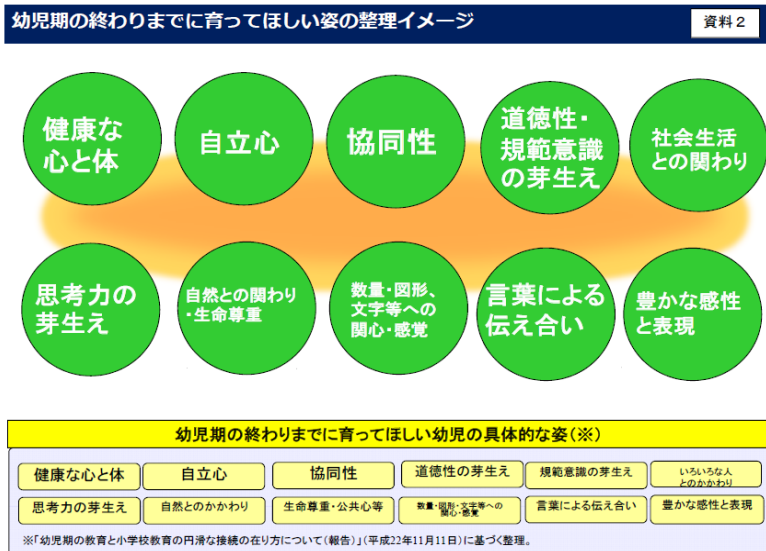 幼児期の終わりまでに育ってほしい姿の整理イメージ
資料2
健康な
心と体
自立心
協同性
道徳性・
規範意識
の芽生え
社会生活
との関わり
思考力の
芽生え
自然との関わり
・生命尊重
数量・図形、
文字等への
関心・感覚
言葉による
伝え合い
豊かな感性
と表現
幼児期の終わりまでに育ってほしい幼児の具体的な姿(※)
健康な心と体
自立心
協同性
道徳性の芽生え
規範意識の芽生え
いろいろな人
とのかかわり
思考力の芽生え
自然とのかかわり
生命尊重・公共心等
数量・図形・文字等への
関心・感覚
言葉による伝え合い
豊かな感性と表現
※「幼児期の教育と小学校教育の円滑な接続の在り方について(報告)」(平成22年11月11日)に基づく整理。